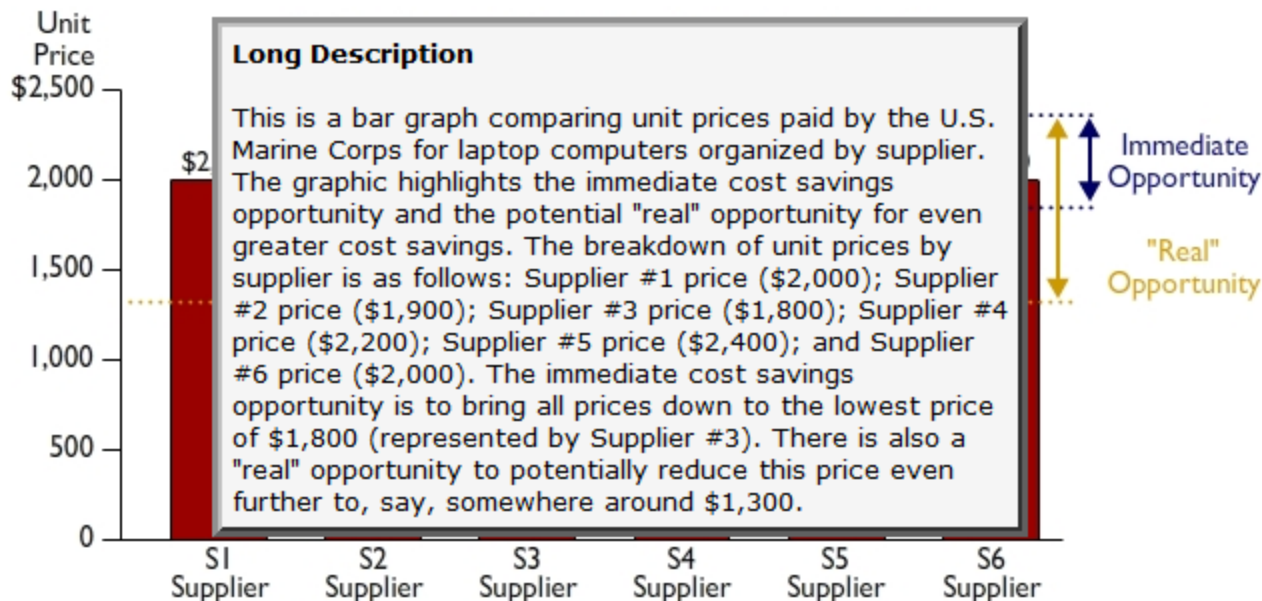 Unit
Price
$2,500
2,000
1,500
1,000
500
0
Long Description
This is a bar graph comparing unit prices paid by the U.S.
Marine Corps for laptop computers organized by supplier.
The graphic highlights the immediate cost savings
opportunity and the potential "real" opportunity for even
greater cost savings. The breakdown of unit prices by
supplier is as follows: Supplier #1 price ($2,000); Supplier
#2 price ($1,900); Supplier #3 price ($1,800); Supplier #4
price ($2,200); Supplier #5 price ($2,400); and Supplier
#6 price ($2,000). The immediate cost savings
opportunity is to bring all prices down to the lowest price
of $1,800 (represented by Supplier #3). There is also a
"real" opportunity to potentially reduce this price even
further to, say, somewhere around $1,300.
Immediate
Opportunity
"Real"
Opportunity
S1 S2 S3 S4 S5 S6
Supplier Supplier Supplier Supplier Supplier Supplier